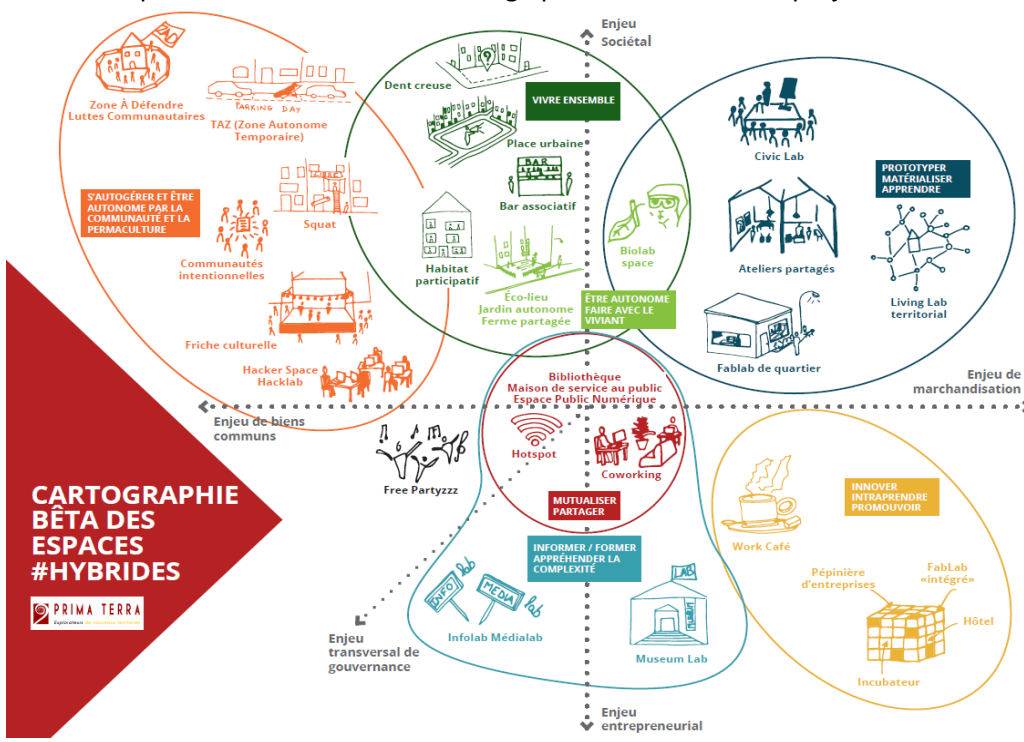 Enjeu
Sociétal
Zone À Défendre
Luttes Communautaires
PARKING DAY
TAZ (Zone Autonome
Temporaire)
Dent creuse
VIVRE ENSEMBLE
Place urbaine
BAR
Bar associatif
Civic Lab
PROTOTYPER
MATÉRIALISER
APPRENDRE
S'AUTOGÉRER ET ÊTRE
AUTONOME PAR LA
COMMUNAUTÉ ET LA
PERMACULTURE
Squat
Communautés
intentionnelles
Habitat
participatif
Éco-lieu
Jardin autonome
Ferme partagée
Biolab
space
ÊTRE AUTONOME
FAIRE AVEC LE
VIVIANT
Ateliers partagés
Living Lab
territorial
Friche culturelle
Hacker Space
Hacklab
Fablab de quartier
Bibliothèque
Maison de service au public
Espace Public Numérique
Enjeu de
marchandisation
Enjeu de biens
communs
Hotspot
Coworking
Free Partyzzz
MUTUALISER
PARTAGER
CARTOGRAPHIE
BÊTA DES
ESPACES
#HYBRIDES
PRIMA TERRA
INNOVER
INTRAPRENDRE
PROMOUVOIR
Work Café
INFORMER / FORMER
APPRÉHENDER LA
COMPLEXITÉ
INFO lab
MEDIA lab
Infolab Médialab
LAB
Museum Lab
Pépinière
d'entreprises
FabLab
«intégré»
Hôtel
Incubateur
Enjeu
transversal de
gouvernance
Enjeu
entrepreneurial